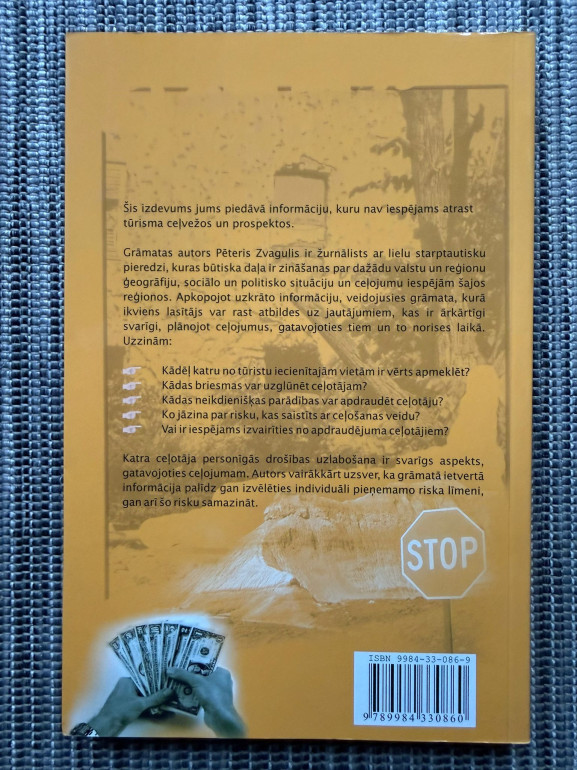 Šis izdevums jums piedāvā informāciju, kuru nav iespējams atrast
tūrisma ceļvežos un prospektos.
Grāmatas autors Pēteris Zvagulis ir žurnālists ar lielu starptautisku
pieredzi, kuras būtiska daļa ir zināšanas par dažādu valstu un reģionu
ģeogrāfiju, sociālo un politisko situāciju un ceļojumu iespējām šajos
reģionos. Apkopojot uzkrāto informāciju, veidojusies grāmata, kurā
ikviens lasītājs var rast atbildes uz jautājumiem, kas ir ārkārtīgi
svarīgi, plānojot ceļojumus, gatavojoties tiem un to norises laikā.
Uzzinām:
Kādēļ katru no tūristu iecienītajām vietām ir vērts apmeklēt?
Kādas briesmas var uzglūnēt ceļotājam?
Kādas neikdienišķas parādības var apdraudēt ceļotāju?
Ko jāzina par risku, kas saistīts ar ceļošanas veidu?
Vai ir iespējams izvairīties no apdraudējuma ceļotājiem?
Katra ceļotāja personīgās drošības uzlabošana ir svarīgs aspekts,
gatavojoties ceļojumam. Autors vairākkārt uzsver, ka grāmatā ietvertā
informācija palīdz gan izvēlēties individuāli pieņemamo riska līmeni,
gan arī šo risku samazināt.
STOP
ISBN 9984-33-086-9
9 789984 330860